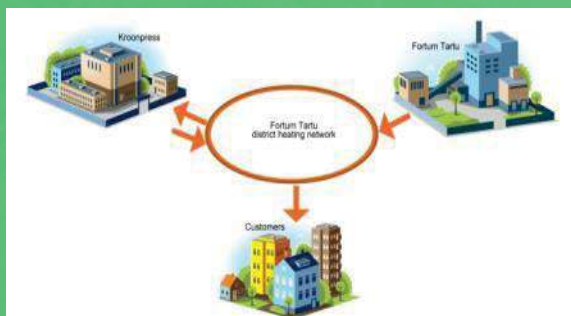 Kroonpress
Fortum Tartu
Fortum Tartu
district heating network
Customers